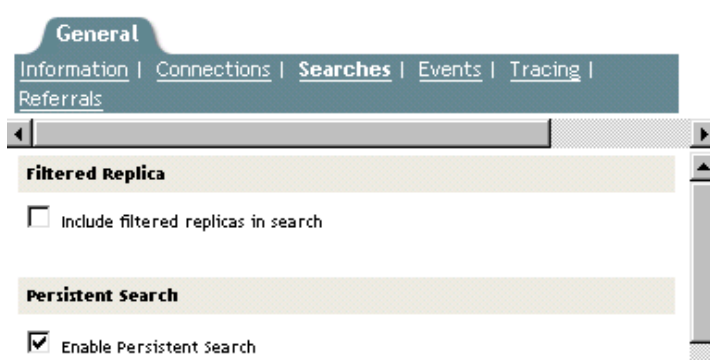 General
Information | Connections | Searches | Events | Tracing |
Referrals
Filtered Replica
Include filtered replicas in search
Persistent Search
Enable Persistent Search